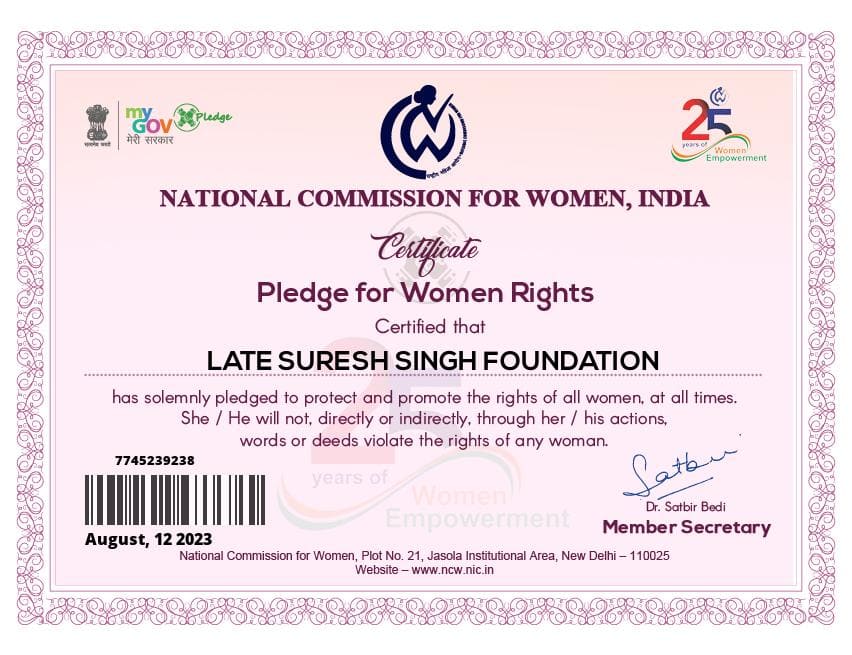 सत्यमेव जयते
my
GOV
मेरी सरकार
Pledge
25
years of
Women
Empowerment
NATIONAL COMMISSION FOR WOMEN, INDIA
Certificate
Pledge for Women Rights
Certified that
LATE SURESH SINGH FOUNDATION
has solemnly pledged to protect and promote the rights of all women, at all times.
She / He will not, directly or indirectly, through her / his actions,
words or deeds violate the rights of any woman.
25
years of
Women
Empowerment
7745239238
August, 12 2023
Satbir
Dr. Satbir Bedi
Member Secretary
National Commission for Women, Plot No. 21, Jasola Institutional Area, New Delhi – 110025
Website – www.ncw.nic.in